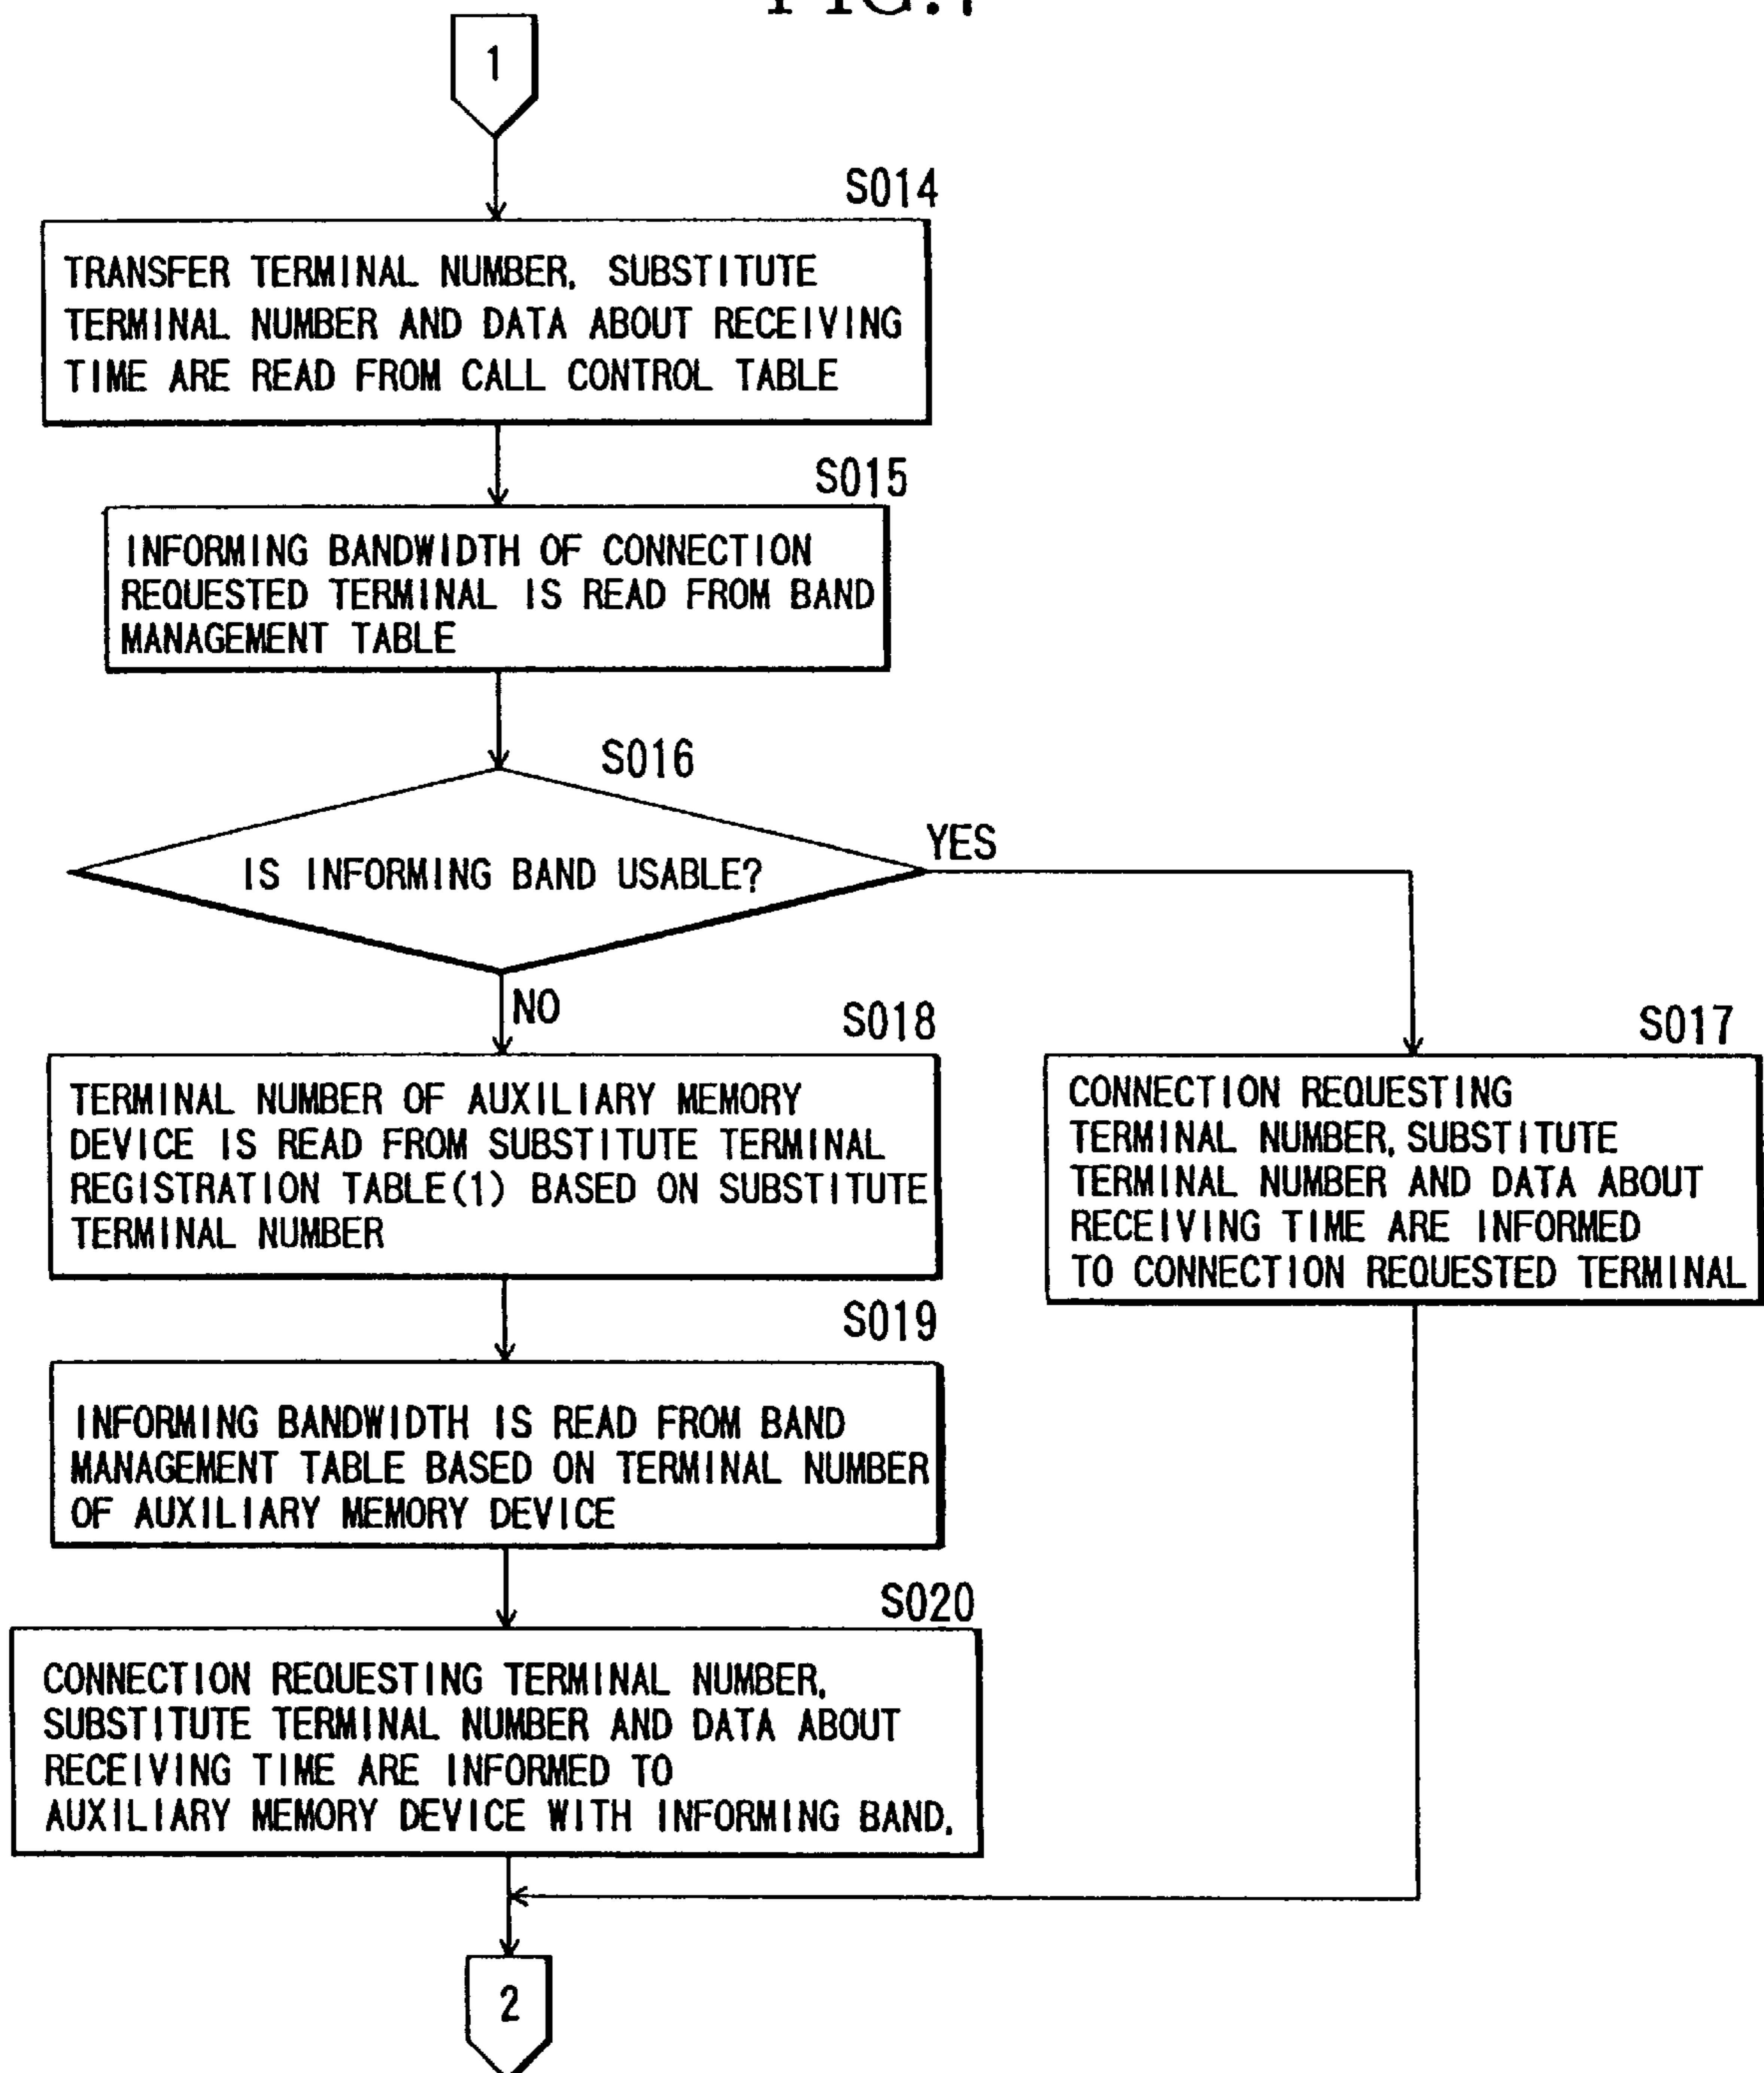 1
S014
TRANSFER TERMINAL NUMBER, SUBSTITUTE
TERMINAL NUMBER AND DATA ABOUT RECEIVING
TIME ARE READ FROM CALL CONTROL TABLE
S015
INFORMING BANDWIDTH OF CONNECTION
REQUESTED TERMINAL IS READ FROM BAND
MANAGEMENT TABLE
S016
IS INFORMING BAND USABLE?
YES
NO
S018
TERMINAL NUMBER OF AUXILIARY MEMORY
DEVICE IS READ FROM SUBSTITUTE TERMINAL
REGISTRATION TABLE(1) BASED ON SUBSTITUTE
TERMINAL NUMBER
S017
CONNECTION REQUESTING
TERMINAL NUMBER, SUBSTITUTE
TERMINAL NUMBER AND DATA ABOUT
RECEIVING TIME ARE INFORMED
TO CONNECTION REQUESTED TERMINAL
S019
INFORMING BANDWIDTH IS READ FROM BAND
MANAGEMENT TABLE BASED ON TERMINAL NUMBER
OF AUXILIARY MEMORY DEVICE
S020
CONNECTION REQUESTING TERMINAL NUMBER,
SUBSTITUTE TERMINAL NUMBER AND DATA ABOUT
RECEIVING TIME ARE INFORMED TO
AUXILIARY MEMORY DEVICE WITH INFORMING BAND.
2